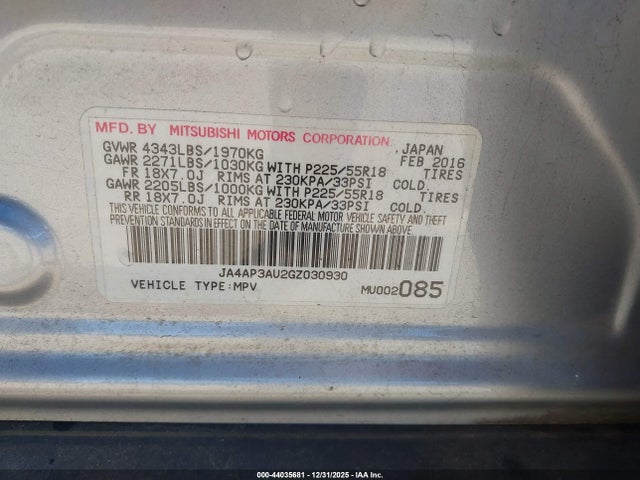 MFD. BY MITSUBISHI MOTORS CORPORATION, JAPAN
GVWR 4343LBS/1970KG FEB 2016
GAWR 2271LBS/1030KG WITH P225/55R18 TIRES
FR 18X7.0J RIMS AT 230KPA/33PSI COLD.
GAWR 2205LBS/1000KG WITH P225/55R18 TIRES
RR 18X7.0J RIMS AT 230KPA/33PSI COLD.
THIS VEHICLE CONFORMS TO ALL APPLICABLE FEDERAL MOTOR VEHICLE SAFETY AND THEFT
PREVENTION STANDARDS IN EFFECT ON THE DATE OF MANUFACTURE SHOWN ABOVE.
JA4AP3AU2GZ030930
VEHICLE TYPE:MPV MU002085
000-44035681 - 12/31/2025 - IAA Inc.